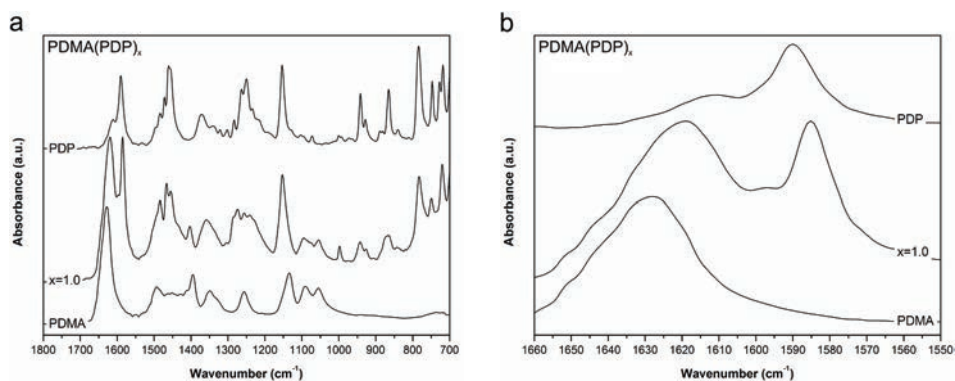 a
PDMA(PDP)x
PDP
x=1.0
PDMA
Absorbance (a.u.)
1800 1700 1600 1500 1400 1300 1200 1100 1000 900 800 700
Wavenumber (cm-1)
b
PDMA(PDP)x
PDP
x=1.0
PDMA
Absorbance (a.u.)
1660 1650 1640 1630 1620 1610 1600 1590 1580 1570 1560 1550
Wavenumber (cm-1)